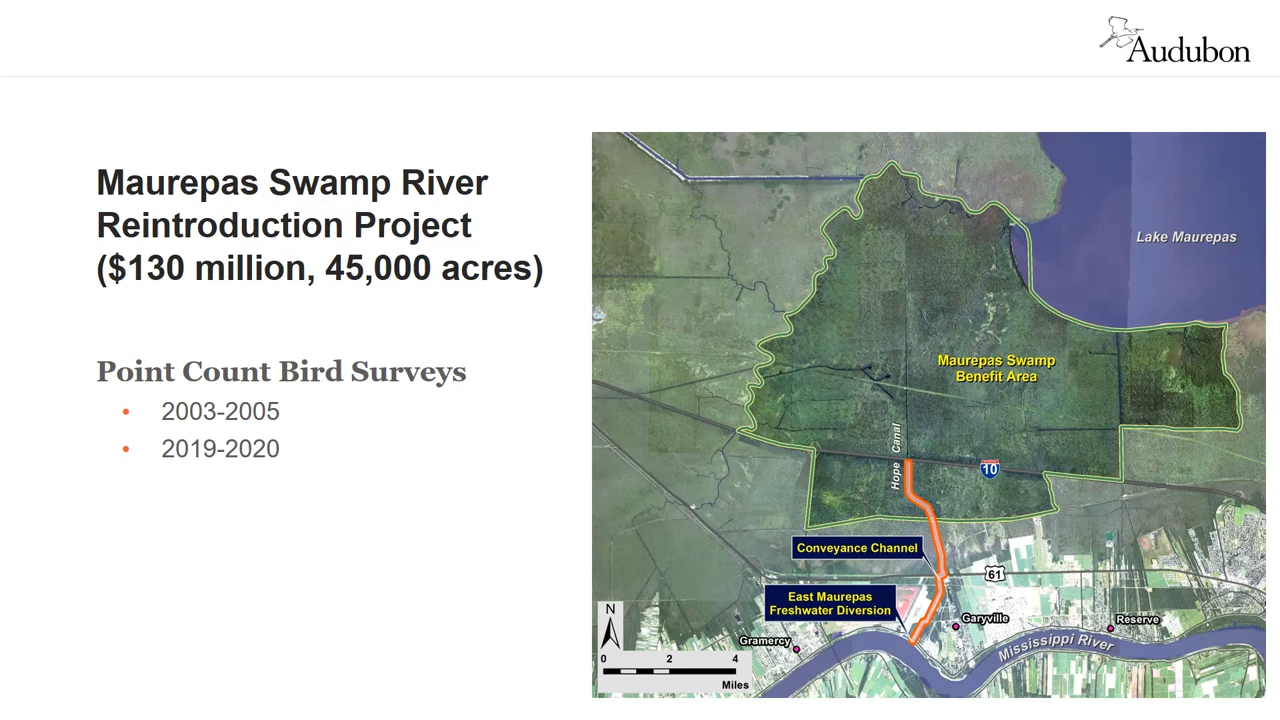 Audubon
Maurepas Swamp River
Reintroduction Project
($130 million, 45,000 acres)
Point Count Bird Surveys
• 2003-2005
• 2019-2020
Lake Maurepas
Maurepas Swamp
Benefit Area
Hope Canal
10
Conveyance Channel
61
East Maurepas
Freshwater Diversion
Garyville
Reserve
Gramercy
Mississippi River
N
0 2 4
Miles